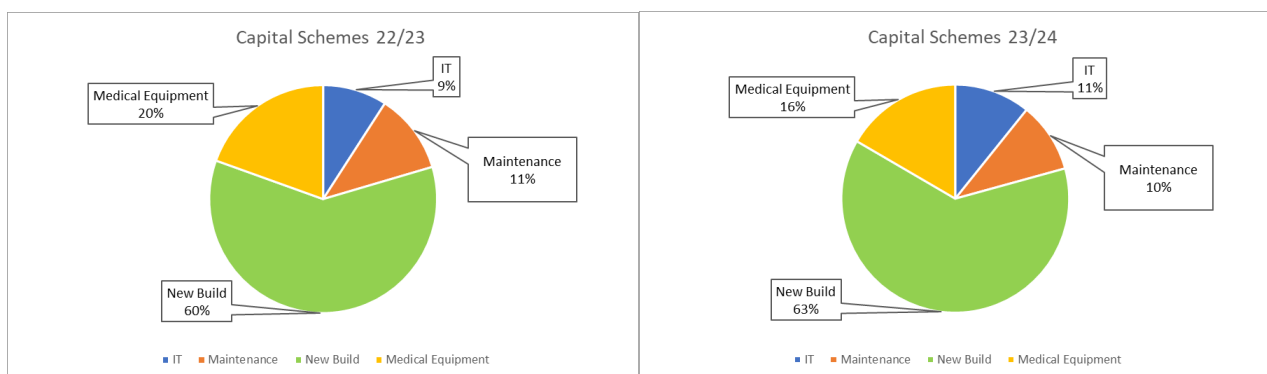 Capital Schemes 22/23
IT
9%
Medical Equipment
20%
Maintenance
11%
New Build
60%
IT Maintenance New Build Medical Equipment
Capital Schemes 23/24
IT
11%
Medical Equipment
16%
Maintenance
10%
New Build
63%
IT Maintenance New Build Medical Equipment